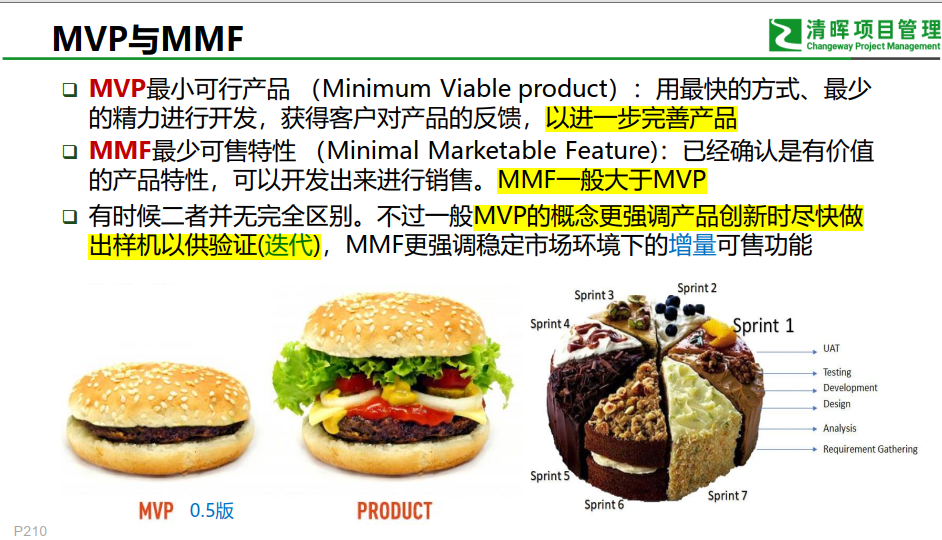 MVP与MMF
清晖项目管理
Changeway Project Management
MVP最小可行产品 （Minimum Viable product）：用最快的方式、最少
的精力进行开发，获得客户对产品的反馈，以进一步完善产品
MMF最少可售特性 （Minimal Marketable Feature)：已经确认是有价值
的产品特性，可以开发出来进行销售。MMF一般大于MVP
有时候二者并无完全区别。不过一般MVP的概念更强调产品创新时尽快做
出样机以供验证(迭代)，MMF更强调稳定市场环境下的增量可售功能
Sprint 3
Sprint 2
Sprint 4
Sprint 1
UAT
Testing
Development
Design
Analysis
Requirement Gathering
Sprint 5
Sprint 6
Sprint 7
MVP 0.5版
PRODUCT
P210